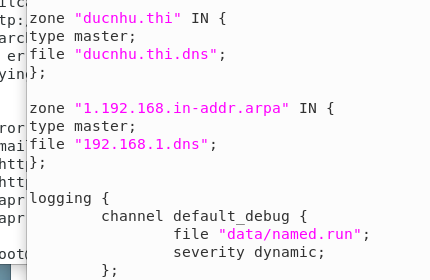 zone "ducnhu.thi" IN {
type master;
file "ducnhu.thi.dns";
};
zone "1.192.168.in-addr.arpa" IN {
type master;
file "192.168.1.dns";
};
logging {
channel default_debug {
file "data/named.run";
severity dynamic;
};